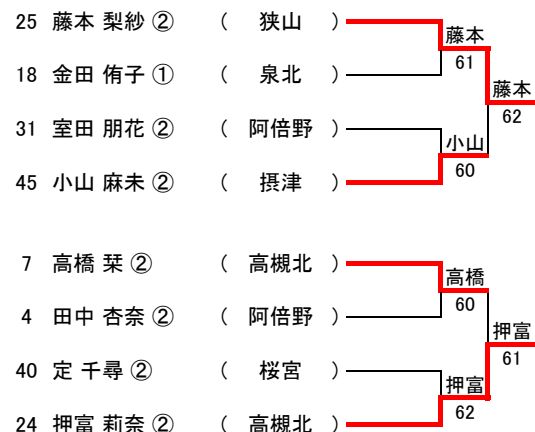 25 藤本 梨紗 ② ( 狭山 )
藤本
61
18 金田 侑子 ① ( 泉北 )
藤本
62
31 室田 朋花 ② ( 阿倍野 )
小山
60
45 小山 麻未 ② ( 摂津 )
7 高橋 栞 ② ( 高槻北 )
高橋
60
4 田中 杏奈 ② ( 阿倍野 )
押富
61
40 定 千尋 ② ( 桜宮 )
押富
62
24 押富 莉奈 ② ( 高槻北 )